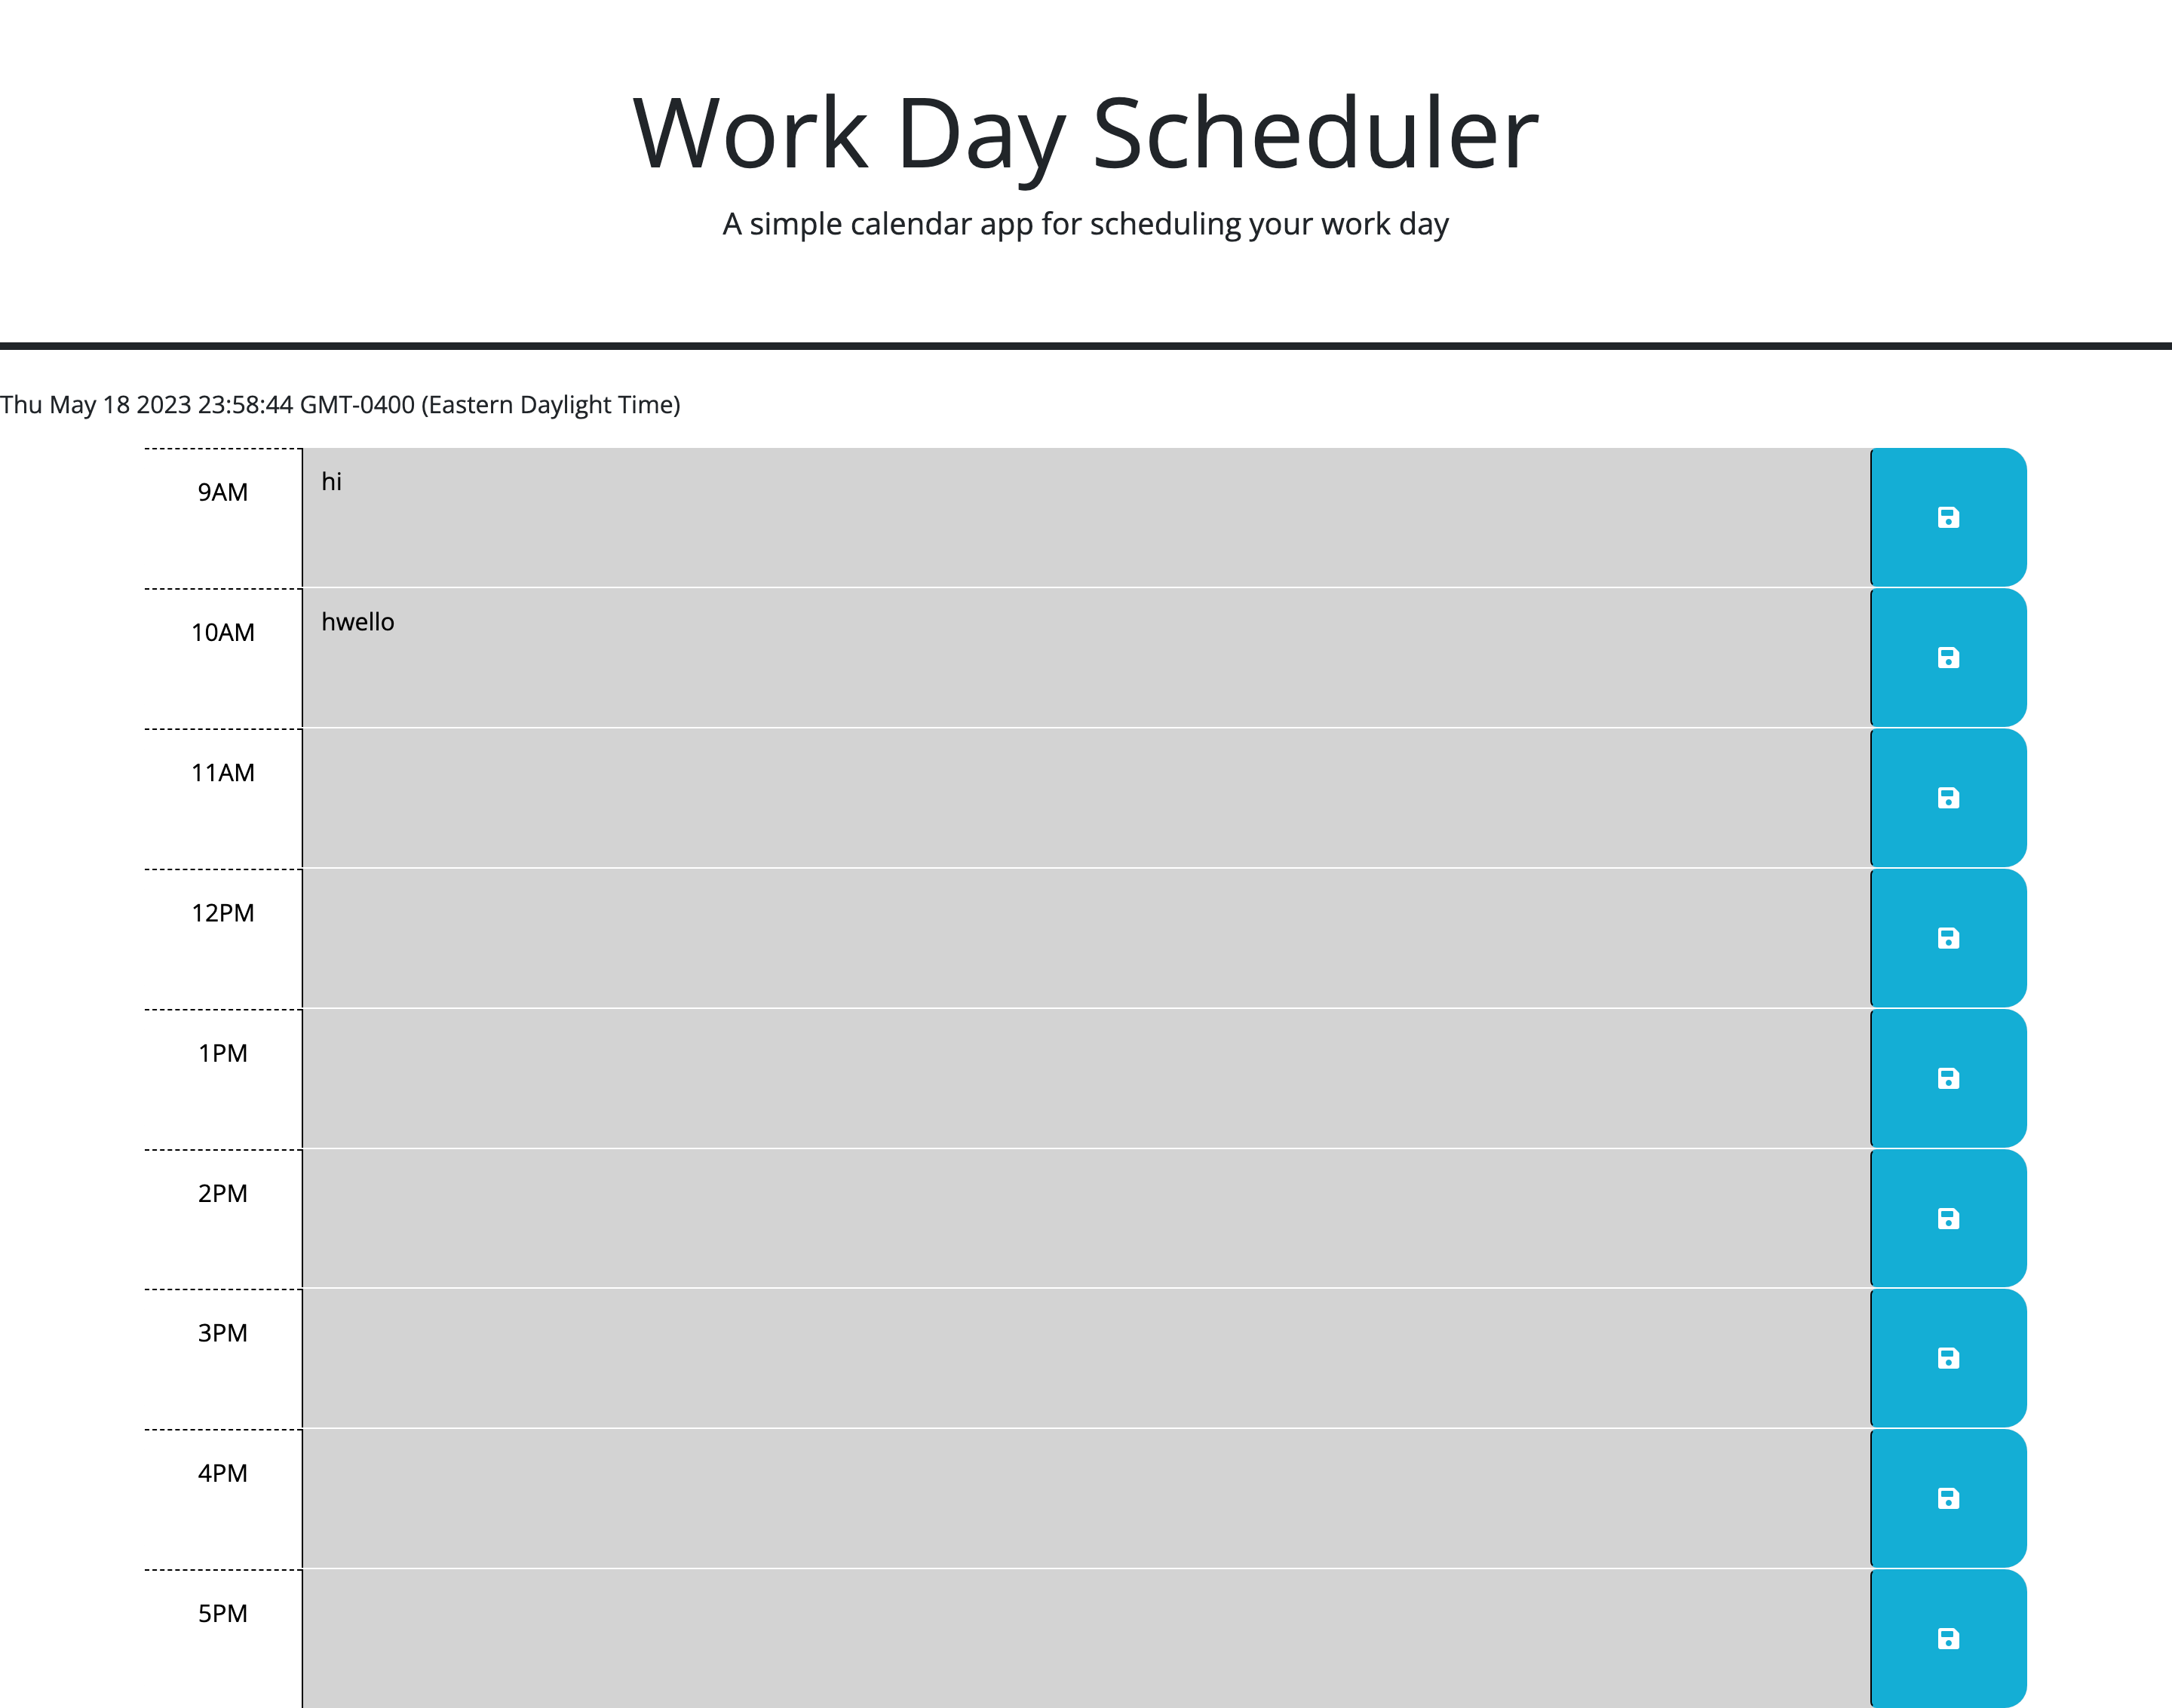 Work Day Scheduler
A simple calendar app for scheduling your work day
Thu May 18 2023 23:58:44 GMT-0400 (Eastern Daylight Time)
9AM
hi
10AM
hwello
11AM
12PM
1PM
2PM
3PM
4PM
5PM